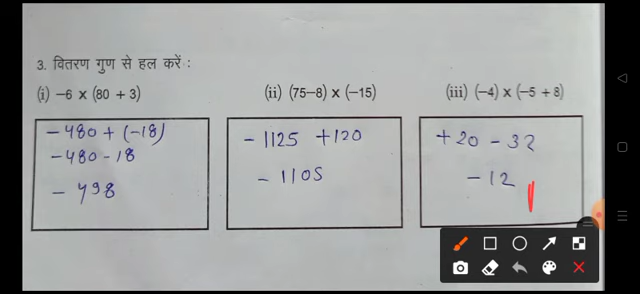 3. वितरण गुण से हल करें :
(i) –6 × (80 + 3)
(ii) (75–8) × (–15)
(iii) (–4) × (–5 + 8)
-480 + (-18)
-480 - 18
- 498
- 1125 + 120
- 1105
+ 20 - 32
- 12